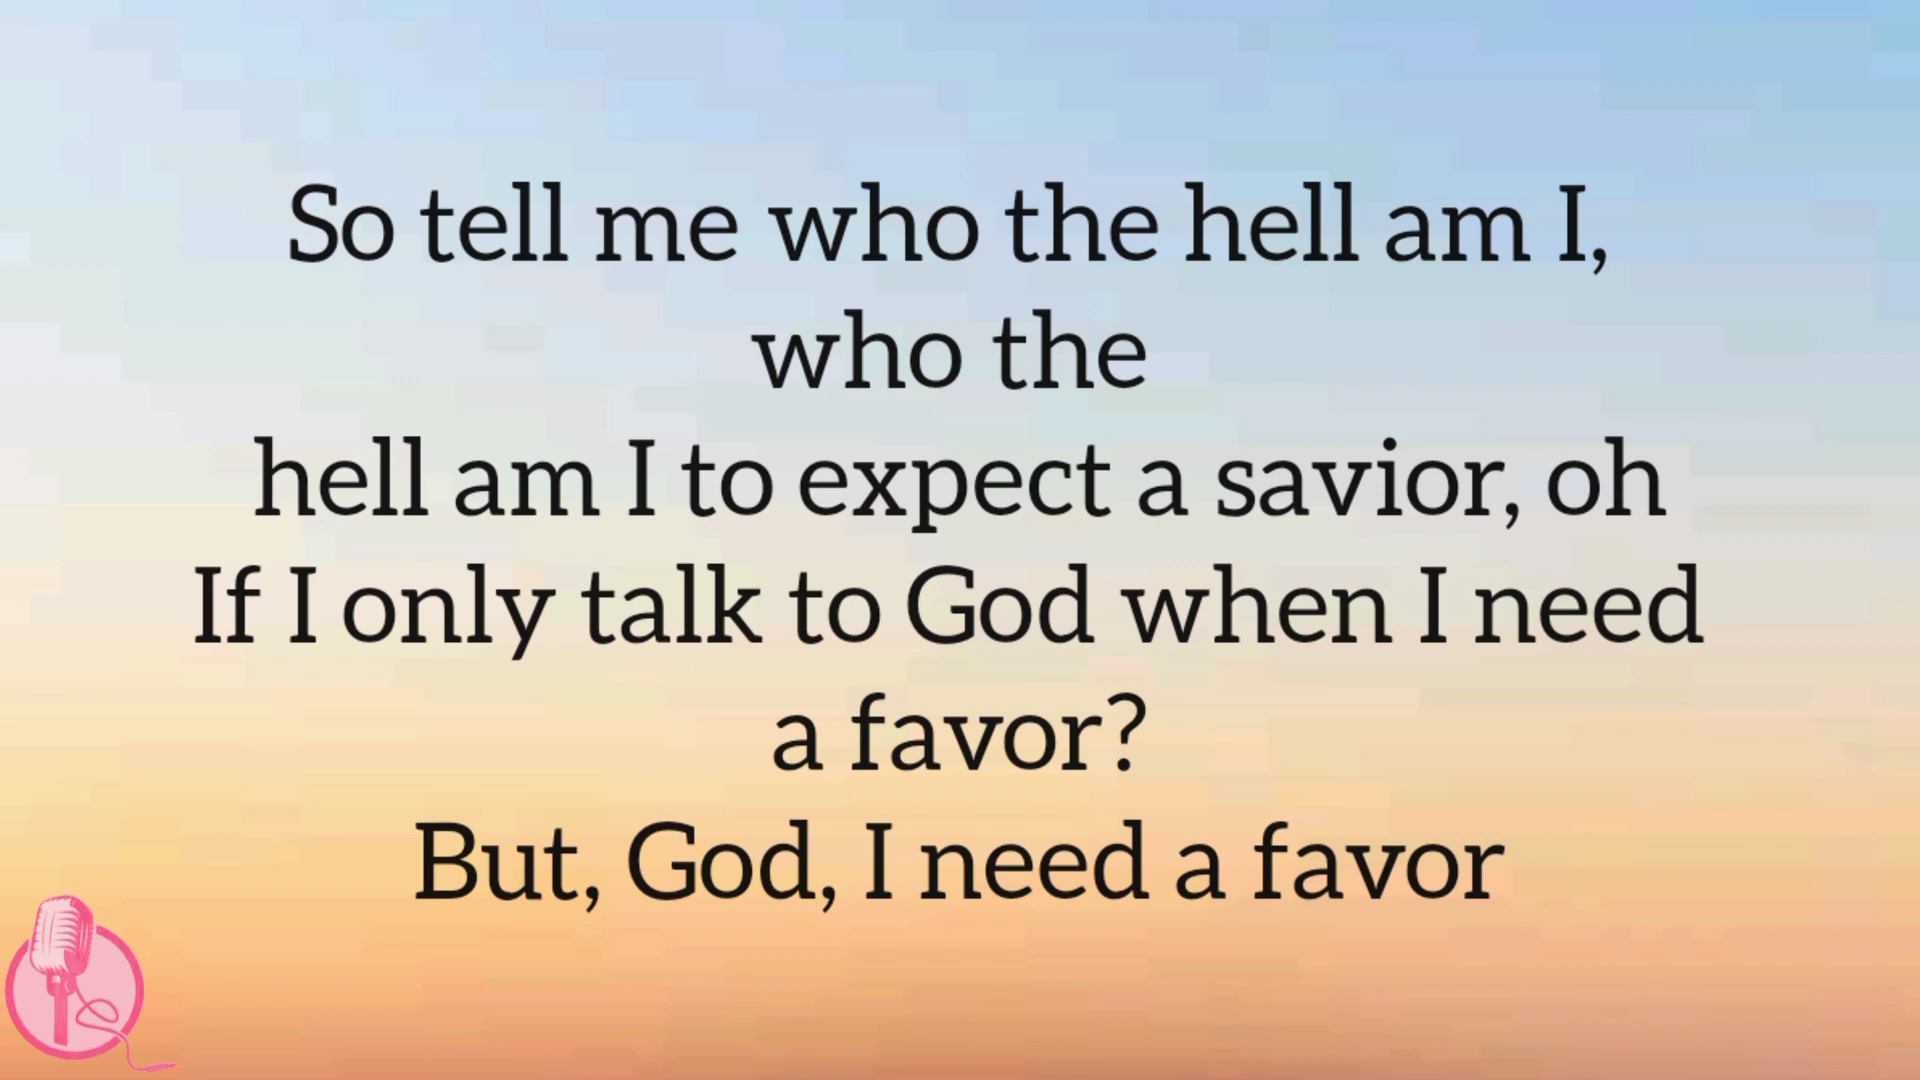 So tell me who the hell am I,
who the
hell am I to expect a savior, oh
If I only talk to God when I need
a favor?
But, God, I need a favor